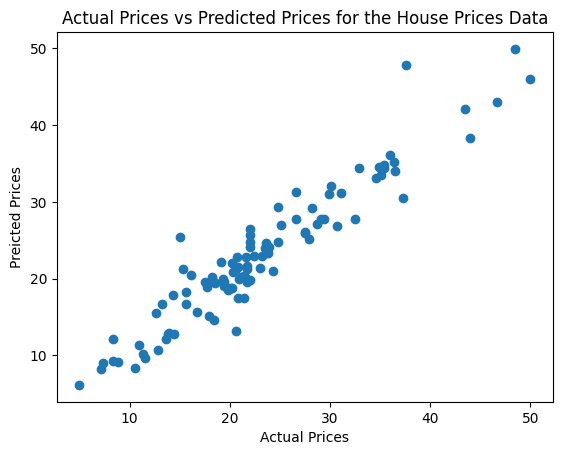 Actual Prices vs Predicted Prices for the House Prices Data
50
40
30
20
10
Preicted Prices
10 20 30 40 50
Actual Prices